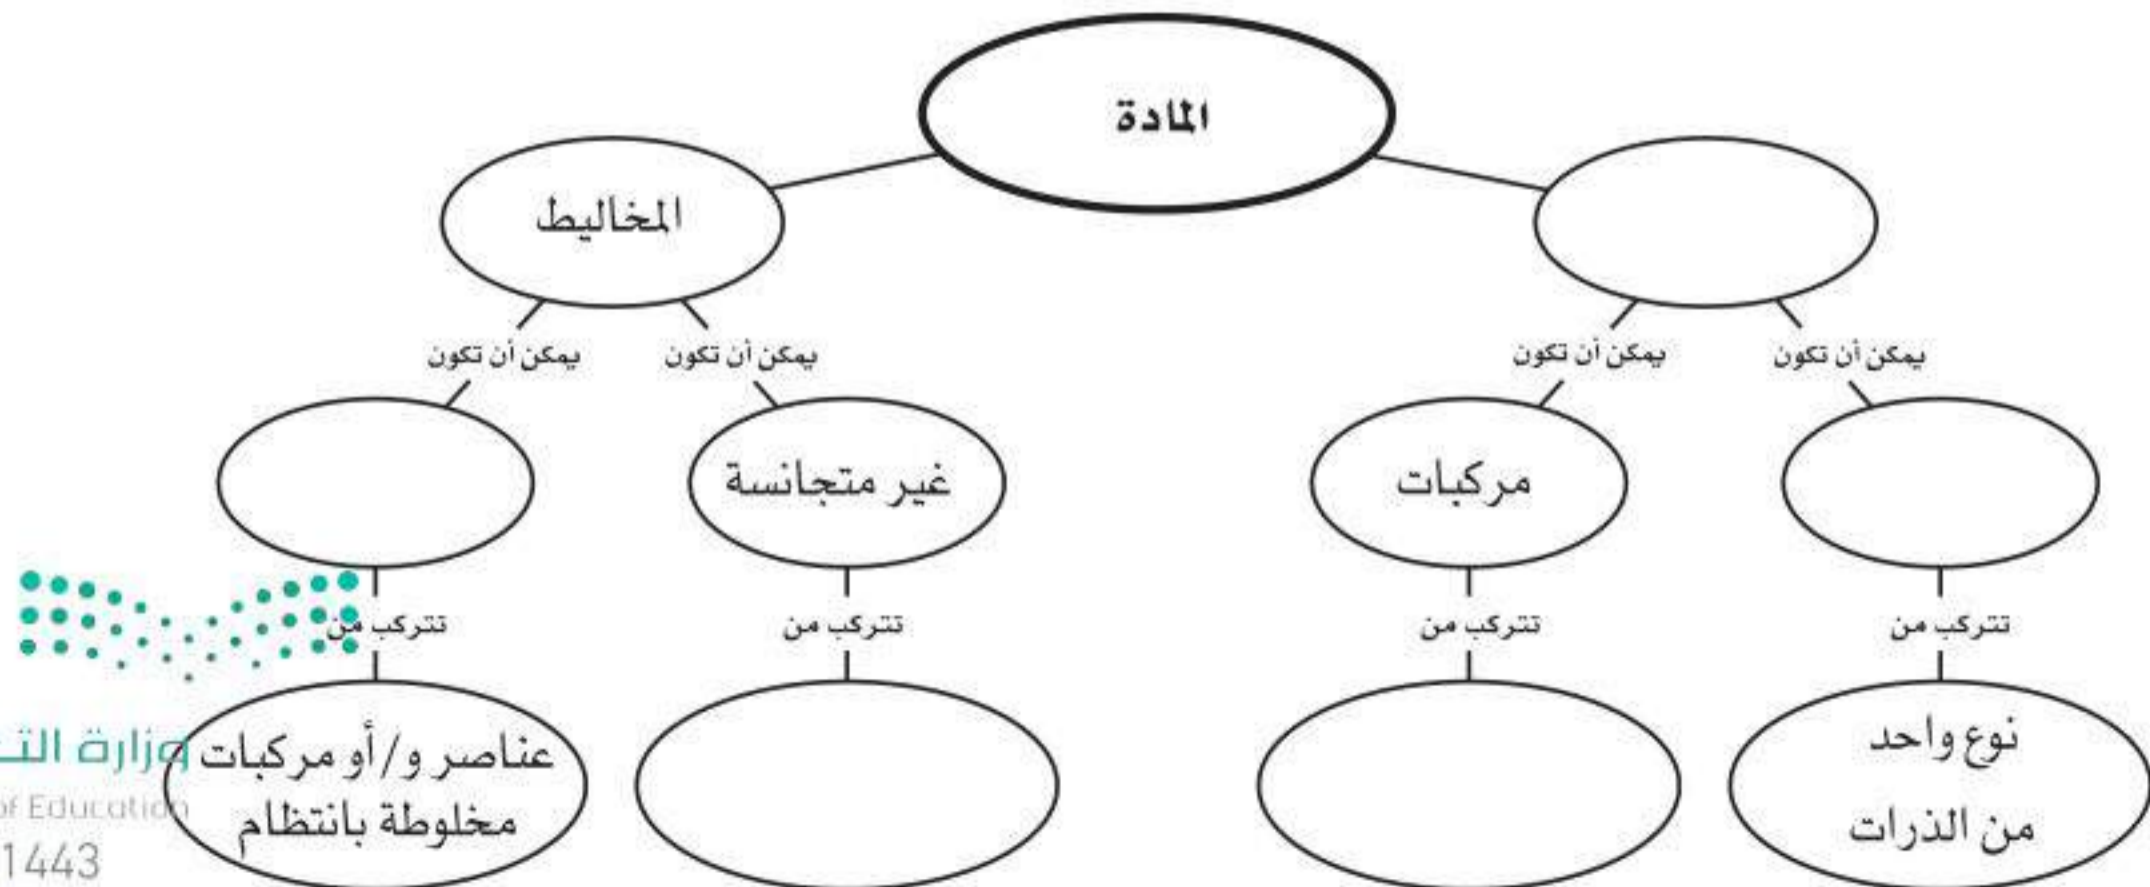 المادة
المخاليط
يمكن أن تكون
يمكن أن تكون
يمكن أن تكون
يمكن أن تكون
مركبات
غير متجانسة
تتركب من
تتركب من
تتركب من
تتركب من
نوع واحد
من الذرات
عناصر و/أو مركبات
مخلوطة بانتظام
وزارة التـ
of Education
1443